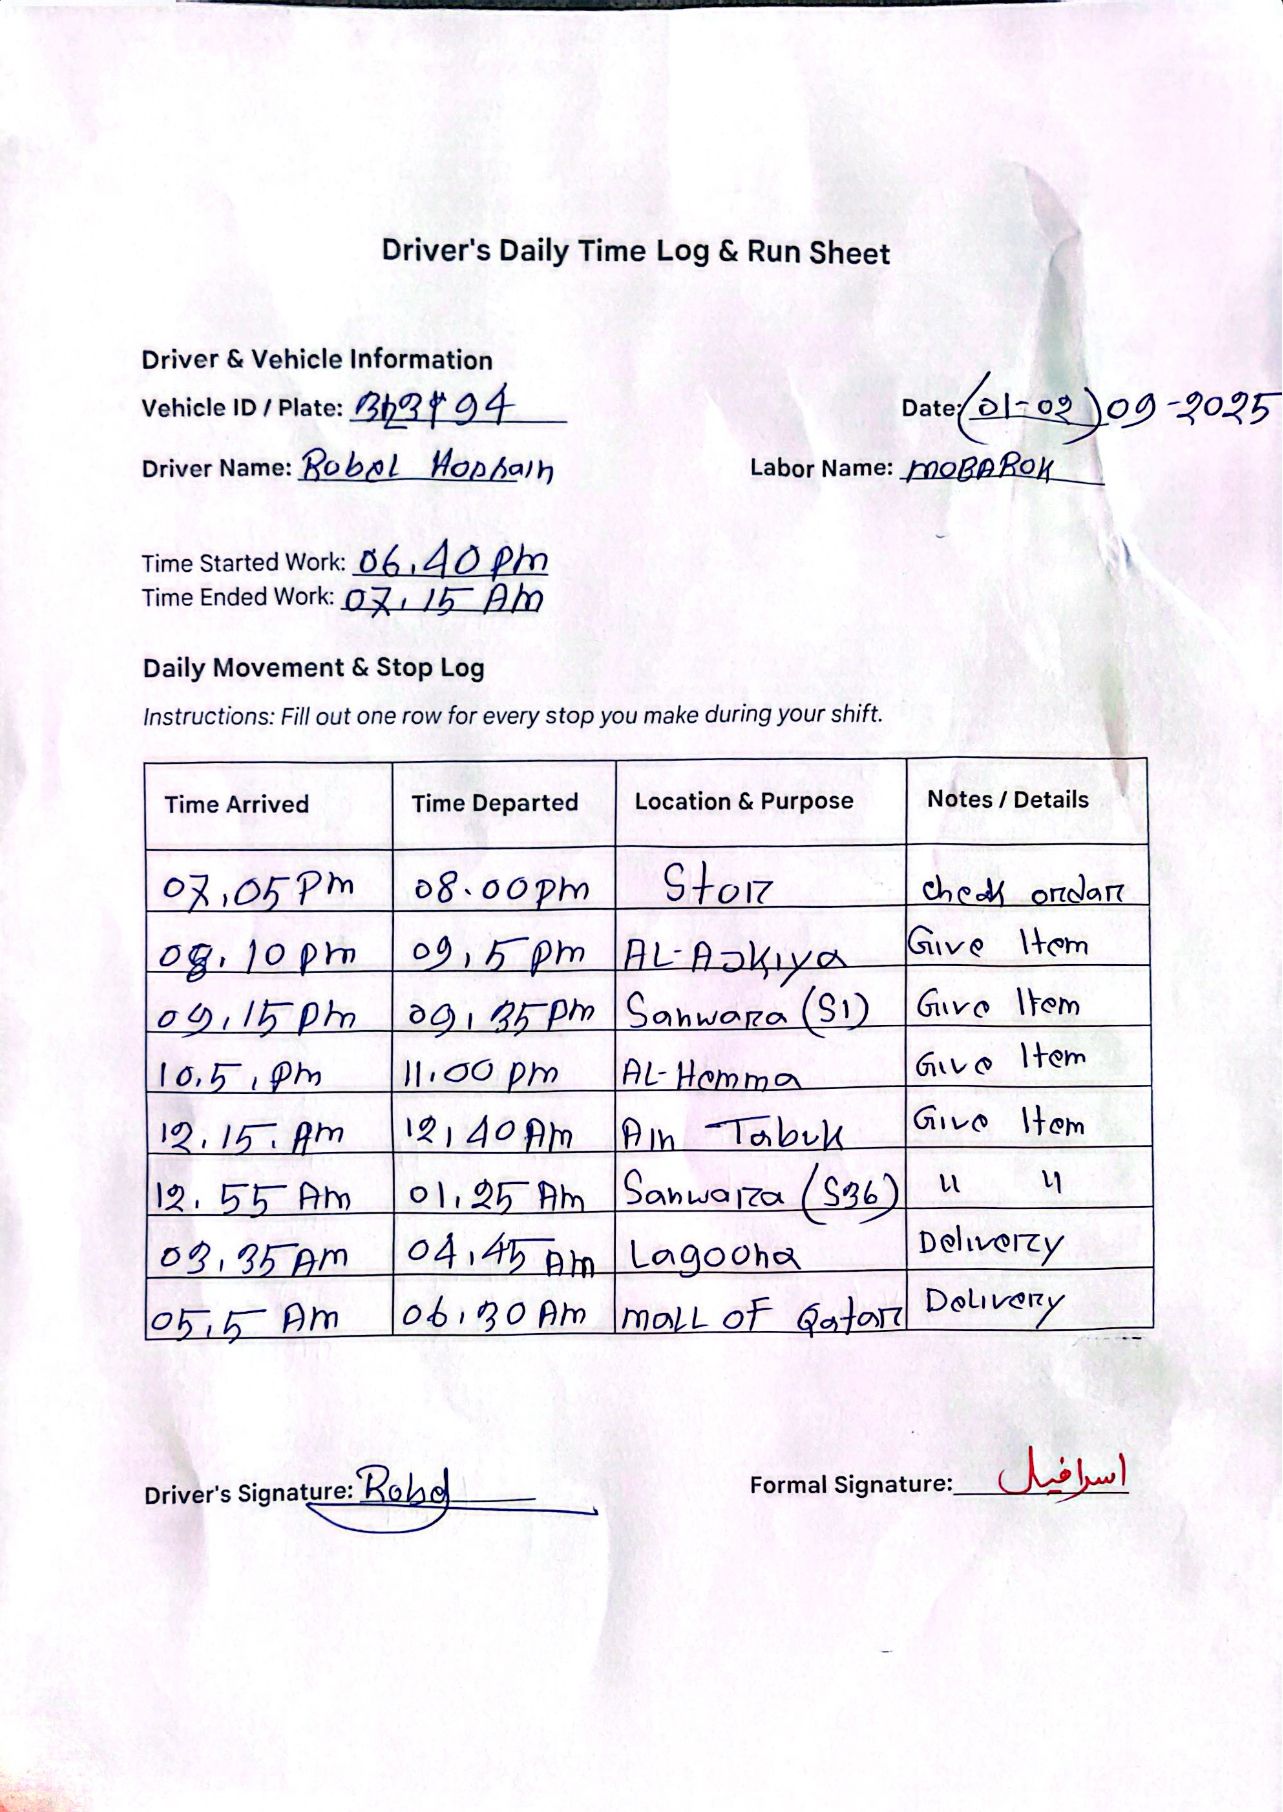 Driver's Daily Time Log & Run Sheet
Driver & Vehicle Information
Vehicle ID / Plate: Date: (01-02) 09-2025
Driver Name: Robel Hossain Labor Name: MOBAROK
Time Started Work: 06.40 pm
Time Ended Work: 07.15 Am
Daily Movement & Stop Log
Instructions: Fill out one row for every stop you make during your shift.
Time Arrived Time Departed Location & Purpose Notes / Details
07.05 Pm 08.00 pm Stor check ordar
08.10 pm 09.5 pm AL-Azkiya Give Item
09.15 pm 09.35 pm Sanwara (S1) Give Item
10.5.pm 11.00 pm AL-Hemma Give Item
12.15.Am 12.40 Am Ain Tabuk Give Item
12.55 Am 01.25 Am Sanwara (S36) " "
03.35 Am 04.45 Am Lagoona Delivery
05.5 Am 06.30 Am mall OF Qatar Delivery
Driver's Signature: Robel Formal Signature: اسرافيل